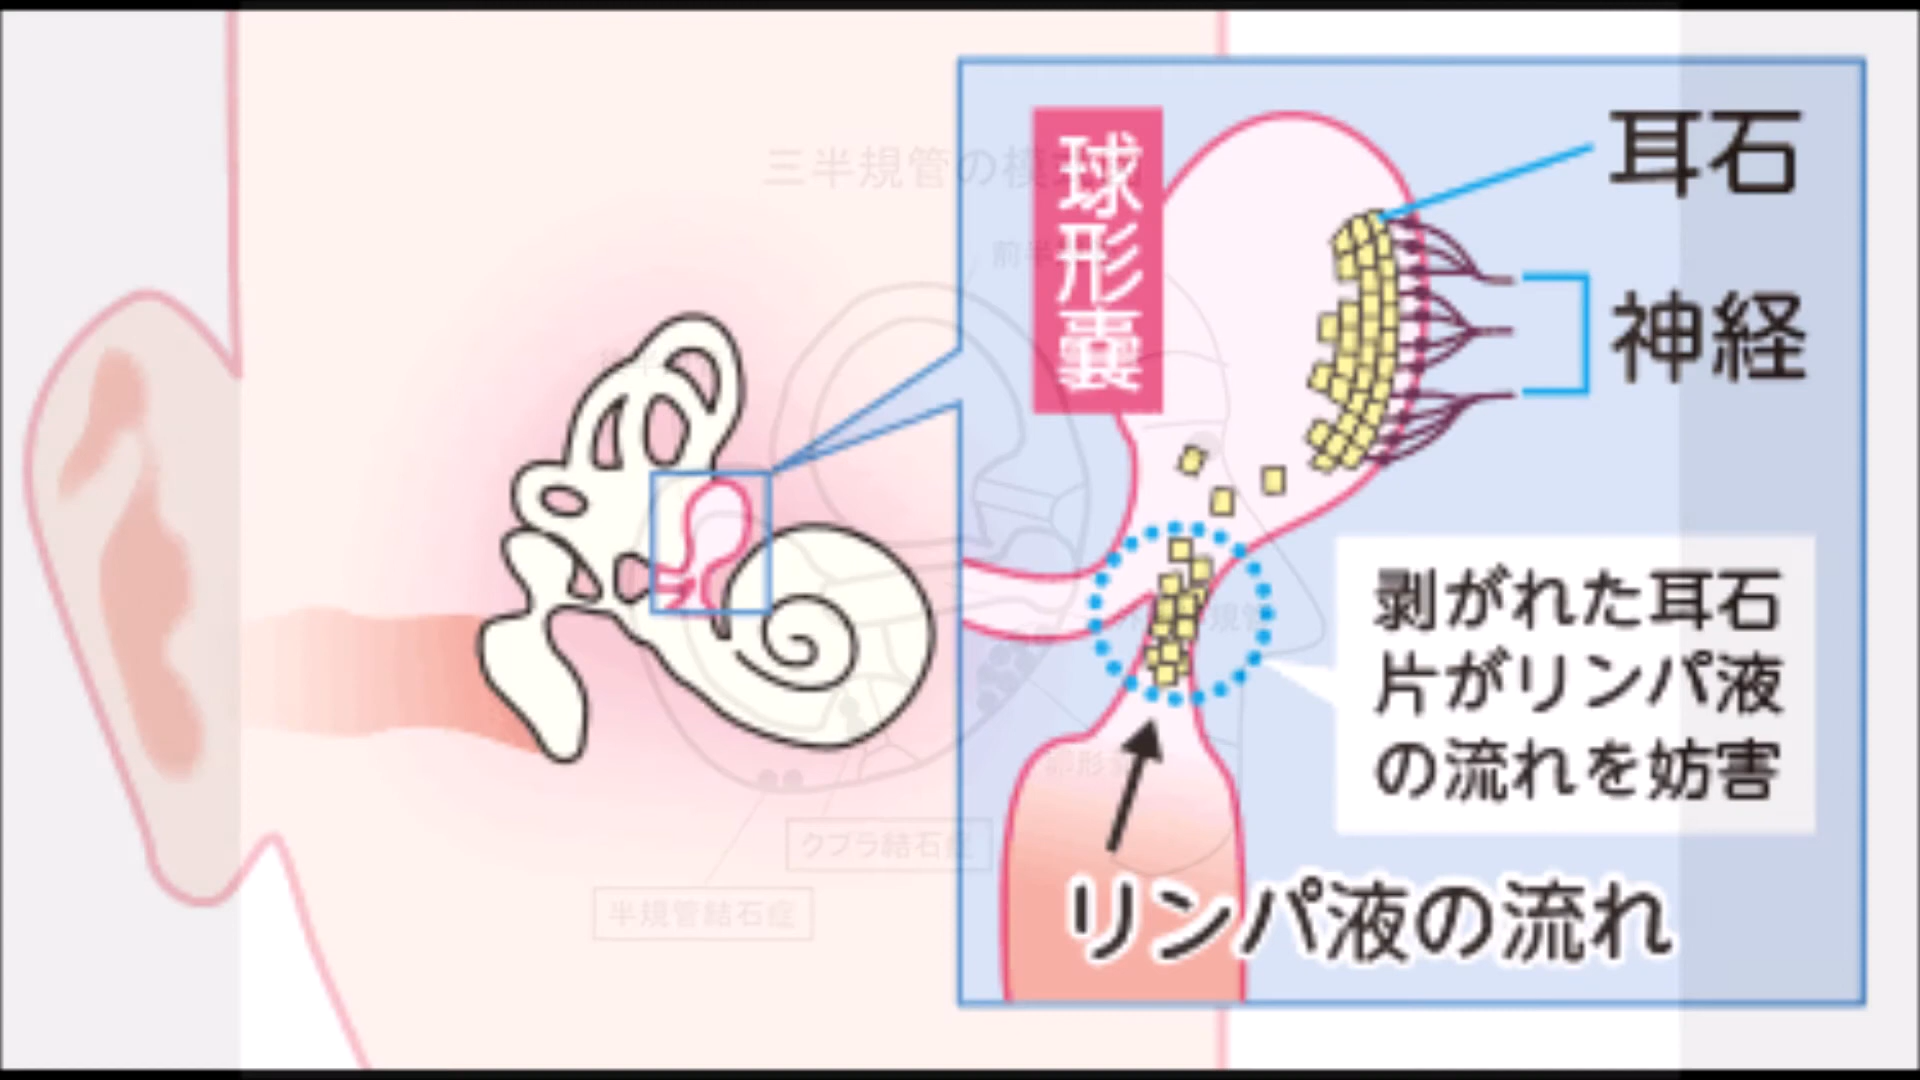 三半規管の模
球形嚢
耳石
神経
剥がれた耳石
片がリンパ液
の流れを妨害
リンパ液の流れ
クプラ結石症
半規管結石症